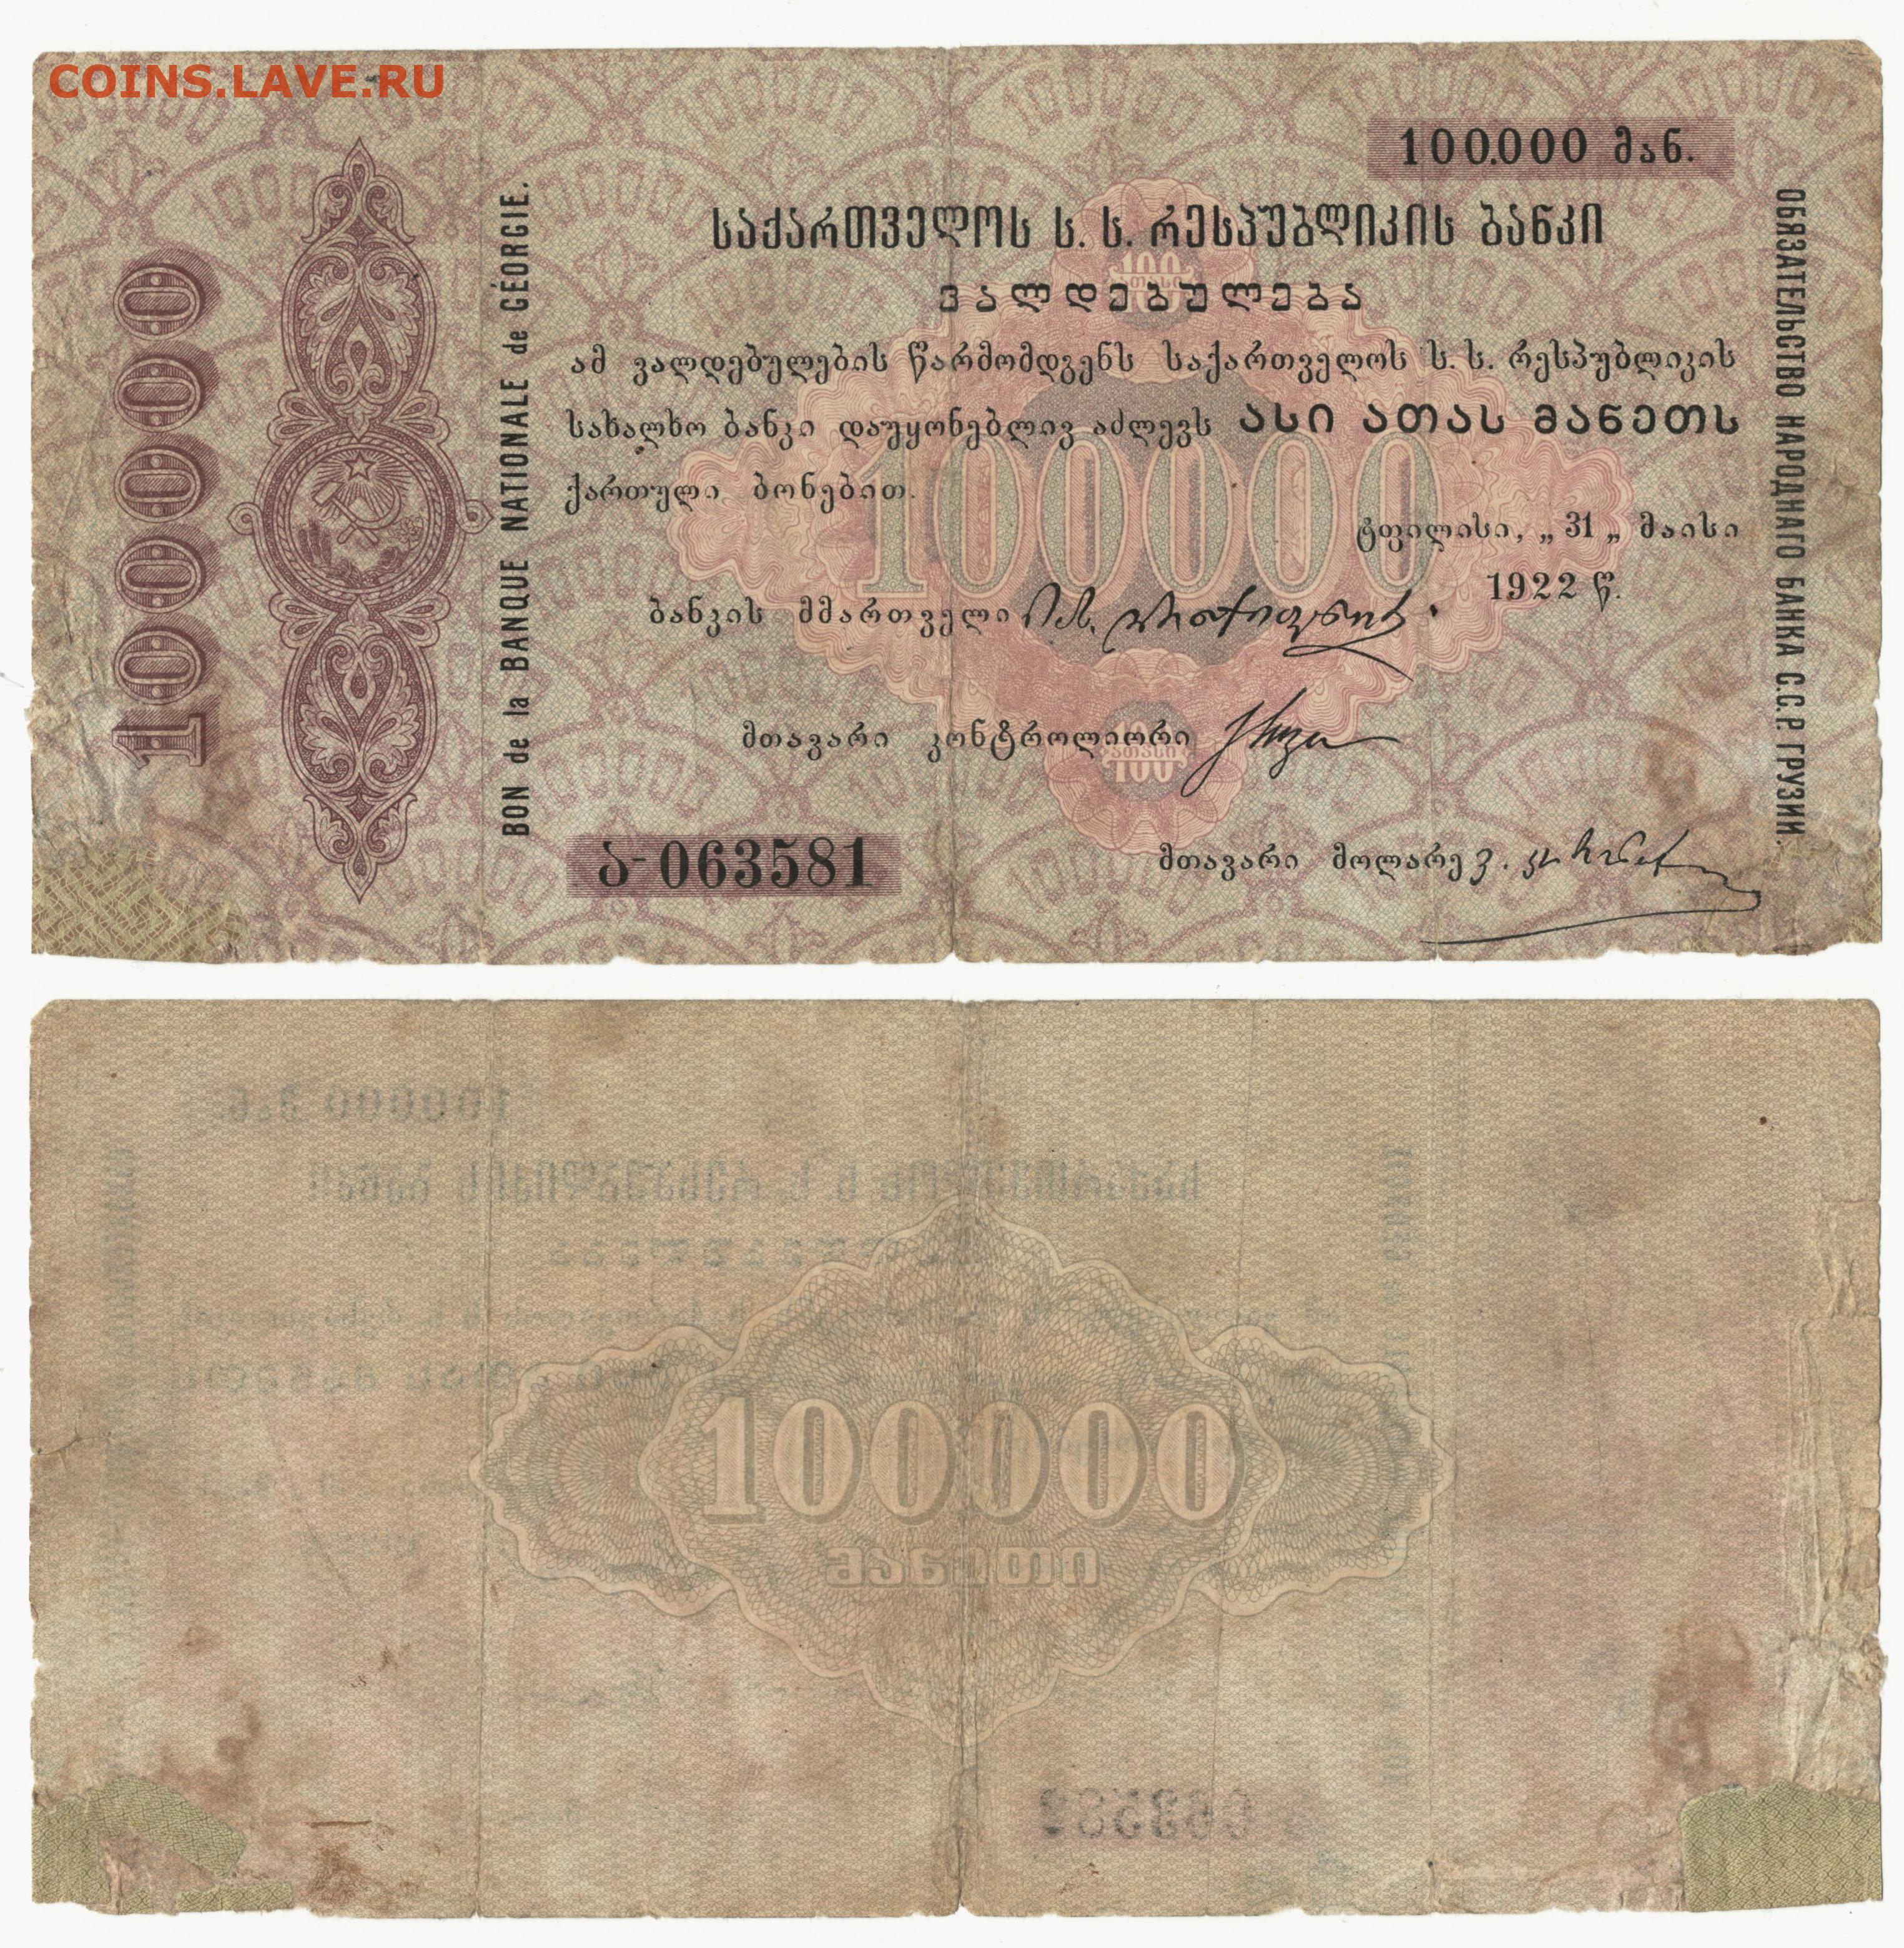 COINS.LAVE.RU
100.000 მან.
100000
BON de la BANQUE NATIONALE de GÉORGIE.
საქართველოს ს. ს. რესპუბლიკის ბანკი
ვალდებულება
ამ ვალდებულების წარმომდგენს საქართველოს ს. ს. რესპუბლიკის
სახალხო ბანკი დაუყონებლივ აძლევს ასი ათას მანეთს
ქართული ბონებით.
100000
ტფილისი, „ 31 „ მაისი
1922 წ.
ბანკის მმართველი
მთავარი კონტროლიორი
მთავარი მოლარე
ა-063581
ОБЯЗАТЕЛЬСТВО НАРОДНАГО БАНКА С.С.Р. ГРУЗИИ.
100000
მანეთი